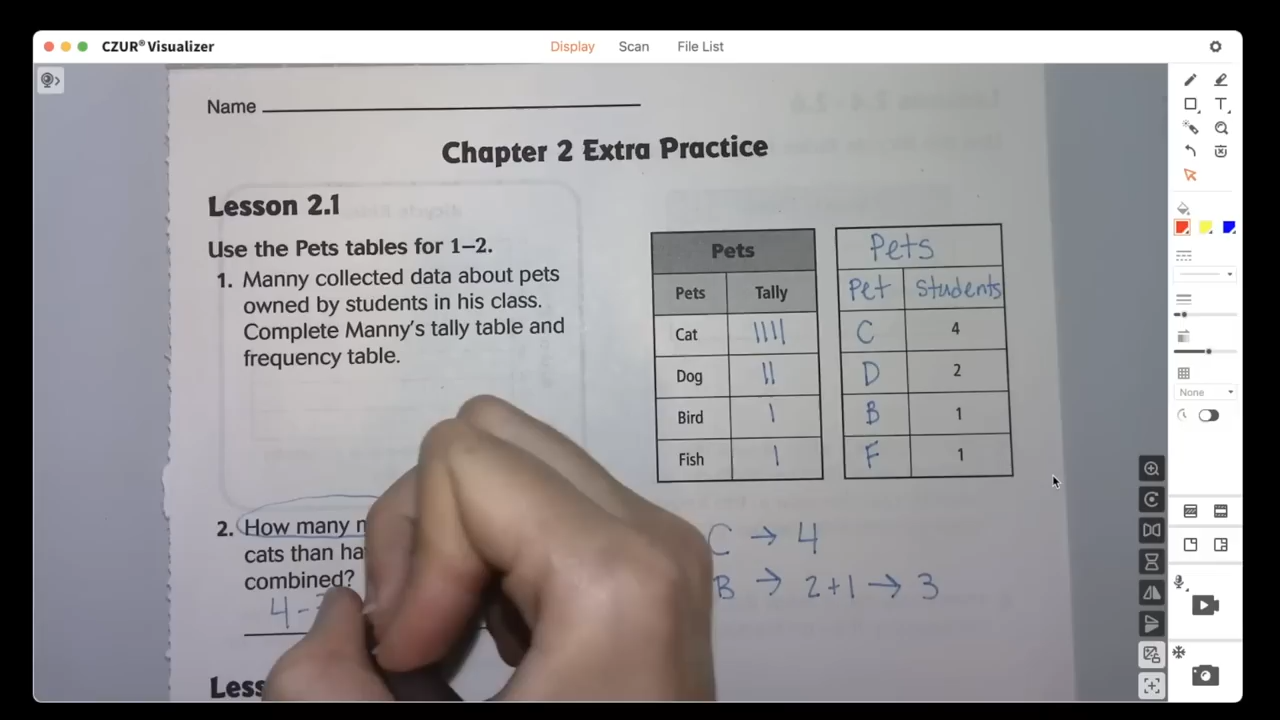 CZUR® Visualizer
Display Scan File List
Name
Chapter 2 Extra Practice
Lesson 2.1
Use the Pets tables for 1–2.
1. Manny collected data about pets
owned by students in his class.
Complete Manny's tally table and
frequency table.
Pets
Pets Tally
Cat ||||
Dog ||
Bird |
Fish |
Pets
Pet Students
C 4
D 2
B 1
F 1
2. How many
cats than
combined?
4 -
C → 4
B → 2+1 → 3
None